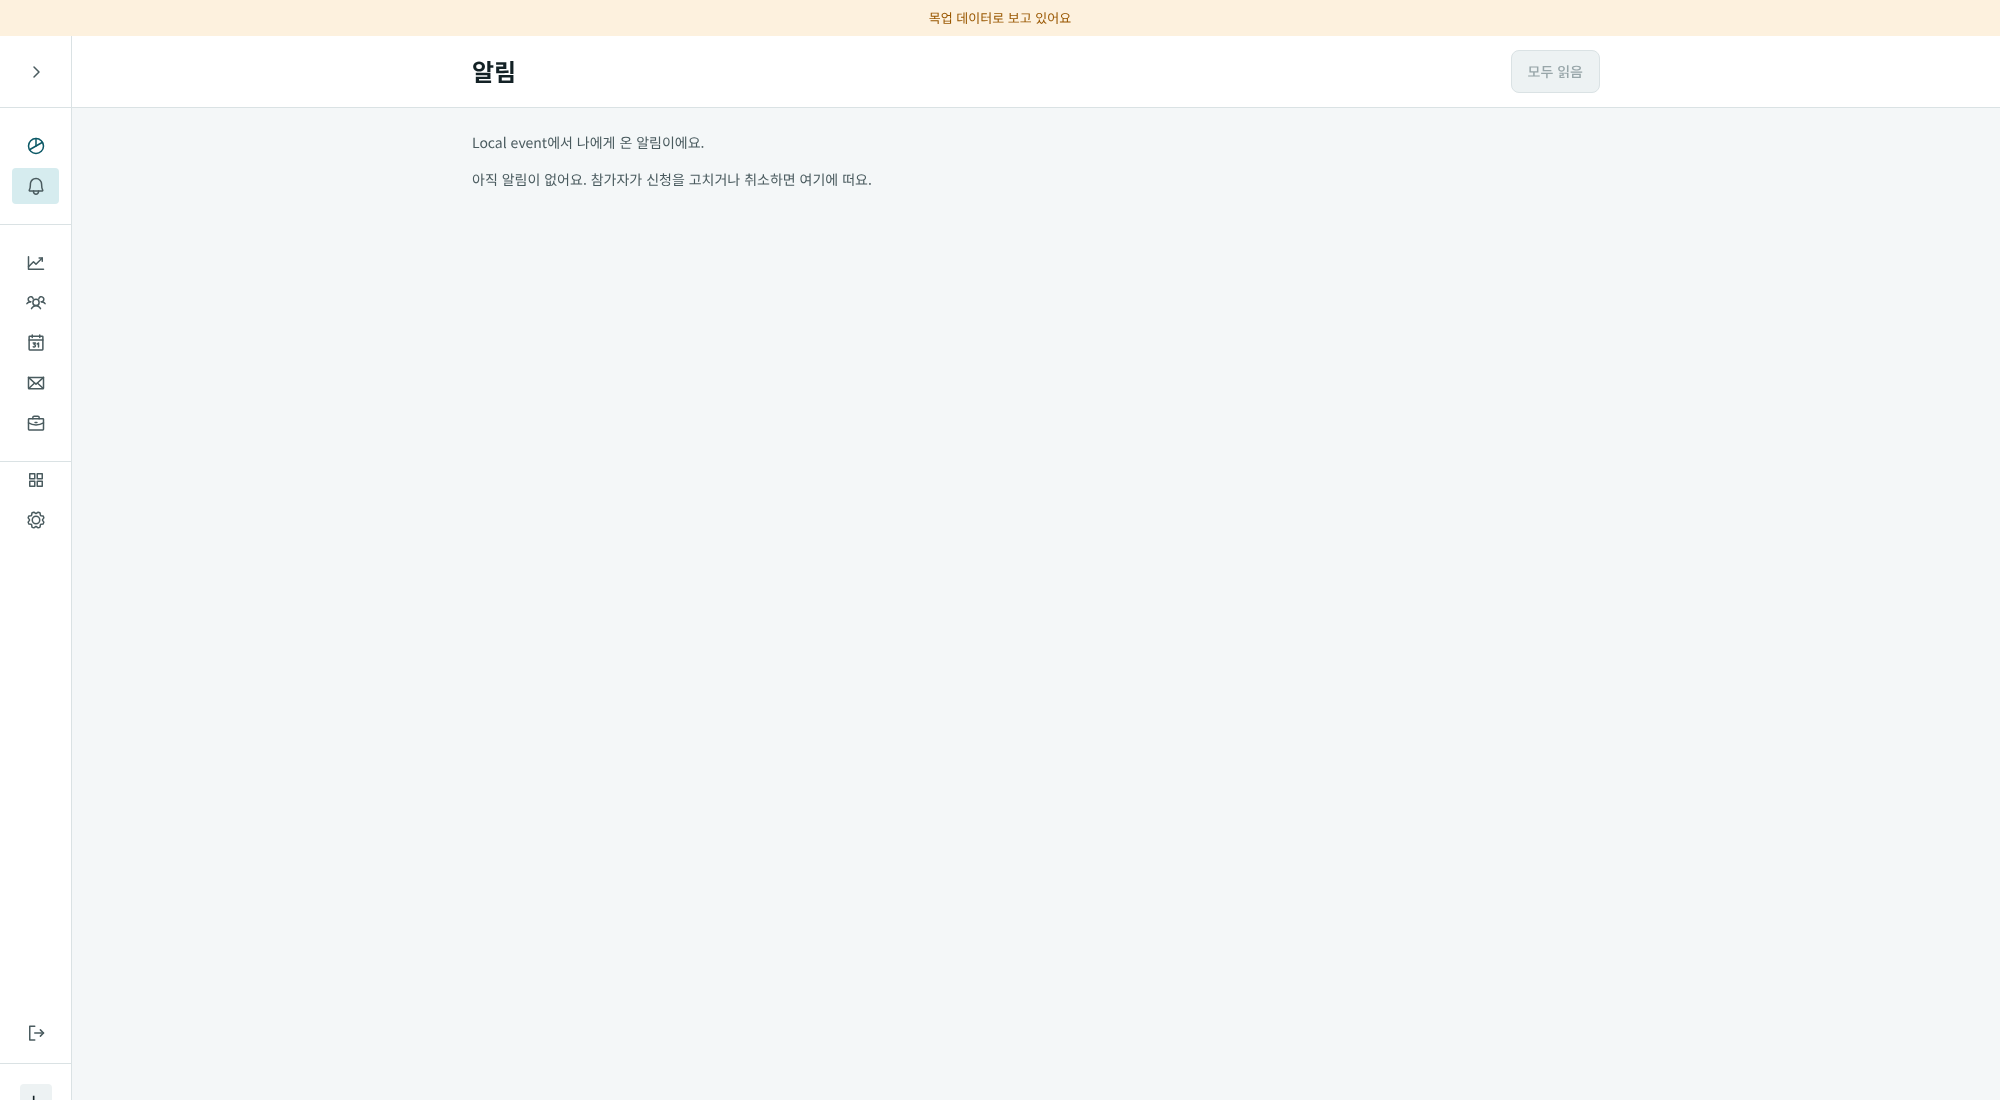 목업 데이터로 보고 있어요
알림
모두 읽음
Local event에서 나에게 온 알림이에요.
아직 알림이 없어요. 참가자가 신청을 고치거나 취소하면 여기에 떠요.
31